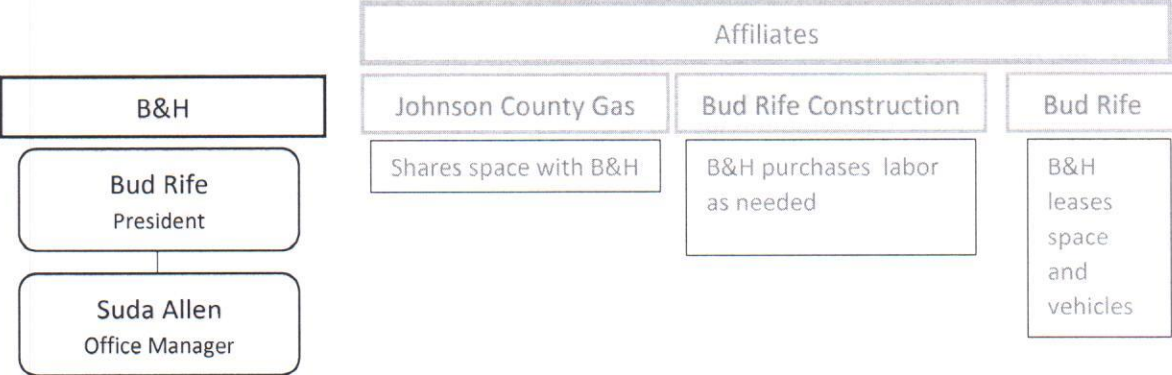 Affiliates
B&H
Johnson County Gas
Bud Rife Construction
Bud Rife
Bud Rife
President
Suda Allen
Office Manager
Shares space with B&H
B&H purchases labor
as needed
B&H
leases
space
and
vehicles